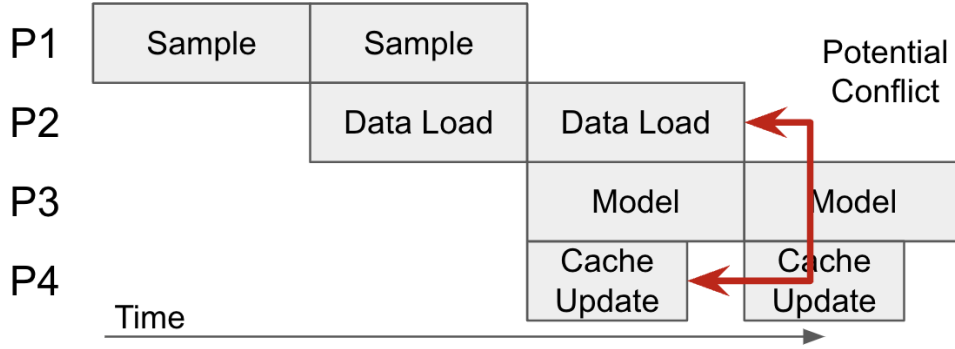 P1
Sample
Sample
Potential
Conflict
P2
Data Load
Data Load
P3
Model
Model
P4
Cache
Update
Cache
Update
Time